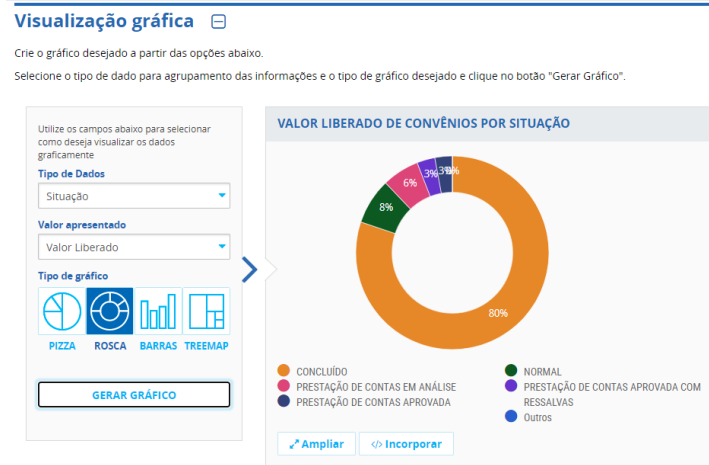 Visualização gráfica
Crie o gráfico desejado a partir das opções abaixo.
Selecione o tipo de dado para agrupamento das informações e o tipo de gráfico desejado e clique no botão "Gerar Gráfico".
Utilize os campos abaixo para selecionar
como deseja visualizar os dados
graficamente
Tipo de Dados
Situação
Valor apresentado
Valor Liberado
Tipo de gráfico
PIZZA ROSCA BARRAS TREEMAP
GERAR GRÁFICO
VALOR LIBERADO DE CONVÊNIOS POR SITUAÇÃO
80%
8%
6%
3%
3%
CONCLUÍDO
PRESTAÇÃO DE CONTAS EM ANÁLISE
PRESTAÇÃO DE CONTAS APROVADA
NORMAL
PRESTAÇÃO DE CONTAS APROVADA COM
RESSALVAS
Outros
Ampliar
</> Incorporar